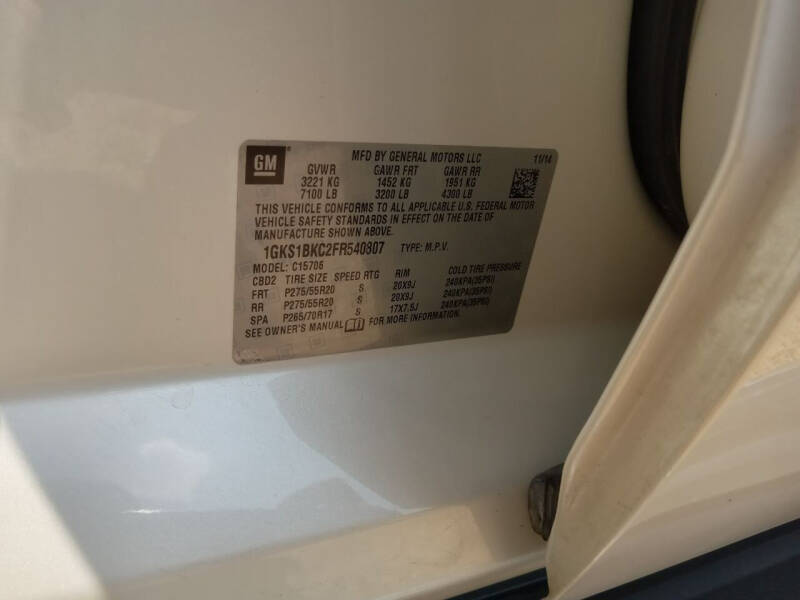 GM ® MFD BY GENERAL MOTORS LLC 11/14
GVWR GAWR FRT GAWR RR
3221 KG 1452 KG 1951 KG
7100 LB 3200 LB 4300 LB
THIS VEHICLE CONFORMS TO ALL APPLICABLE U.S. FEDERAL MOTOR
VEHICLE SAFETY STANDARDS IN EFFECT ON THE DATE OF
MANUFACTURE SHOWN ABOVE.
1GKS1BKC2FR540807 TYPE: M.P.V.
MODEL: C15706
CBD2 TIRE SIZE SPEED RTG RIM COLD TIRE PRESSURE
FRT P275/55R20 S 20X9J 240KPA(35PSI)
RR P275/55R20 S 20X9J 240KPA(35PSI)
SPA P265/70R17 S 17X7.5J 240KPA(35PSI)
SEE OWNER'S MANUAL FOR MORE INFORMATION.